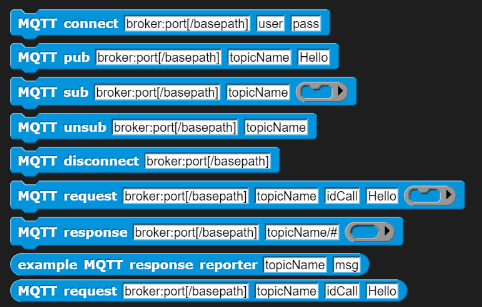 MQTT connect broker:port[/basepath] user pass
MQTT pub broker:port[/basepath] topicName Hello
MQTT sub broker:port[/basepath] topicName
MQTT unsub broker:port[/basepath] topicName
MQTT disconnect broker:port[/basepath]
MQTT request broker:port[/basepath] topicName idCall Hello
MQTT response broker:port[/basepath] topicName/#
example MQTT response reporter topicName msg
MQTT request broker:port[/basepath] topicName idCall Hello